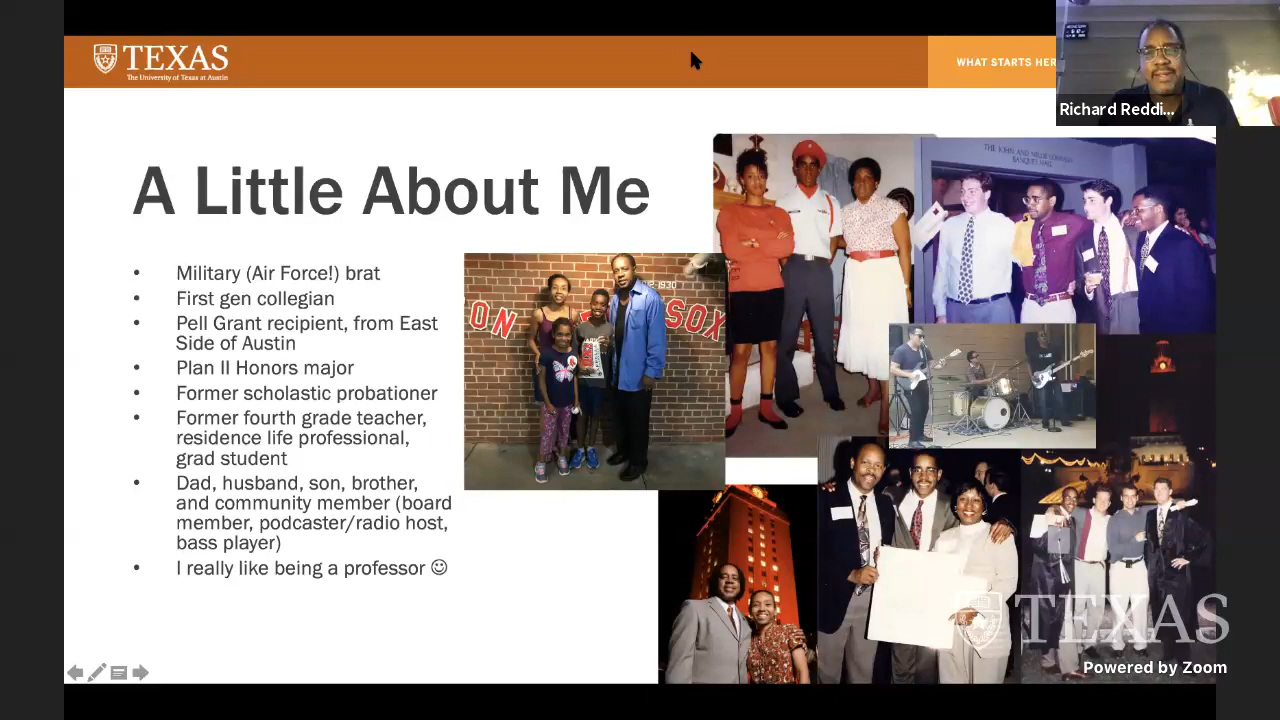 TEXAS
The University of Texas at Austin
WHAT STARTS HER
Richard Reddi...
A Little About Me
• Military (Air Force!) brat
• First gen collegian
• Pell Grant recipient, from East
Side of Austin
• Plan II Honors major
• Former scholastic probationer
• Former fourth grade teacher,
residence life professional,
grad student
• Dad, husband, son, brother,
and community member (board
member, podcaster/radio host,
bass player)
• I really like being a professor ☺
THE JOHN AND
BANQUET HALL
1930
ON
SOX
TEXAS
Powered by Zoom